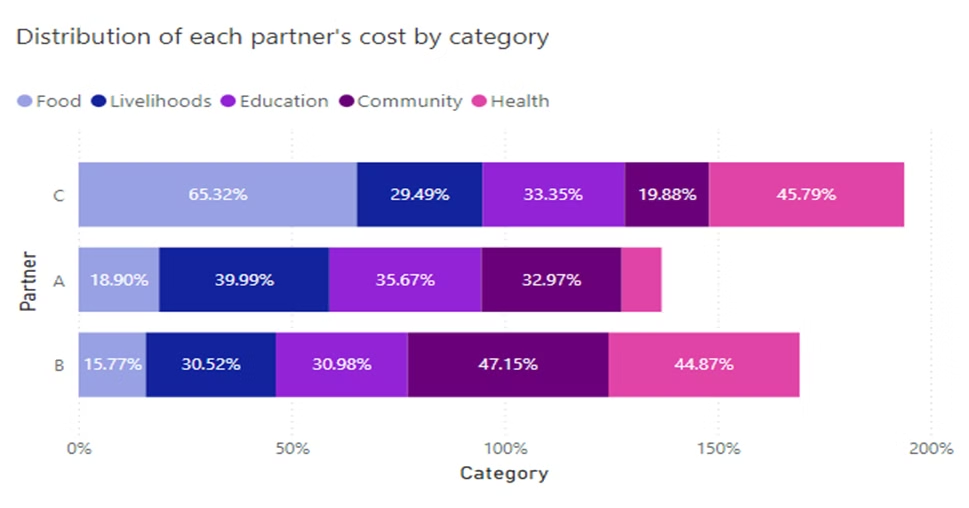 Distribution of each partner's cost by category
Food Livelihoods Education Community Health
C 65.32% 29.49% 33.35% 19.88% 45.79%
Partner
A 18.90% 39.99% 35.67% 32.97%
B 15.77% 30.52% 30.98% 47.15% 44.87%
0% 50% 100% 150% 200%
Category